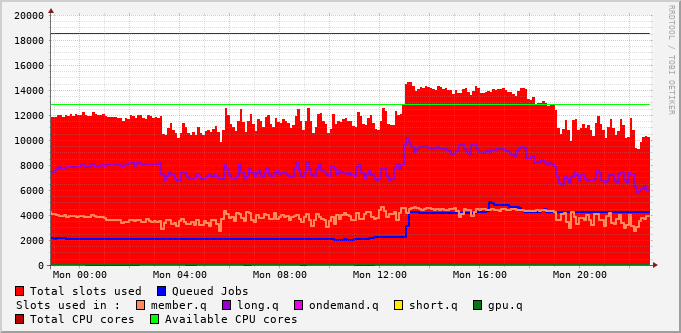 20000
18000
16000
14000
12000
10000
8000
6000
4000
2000
0
Mon 00:00 Mon 04:00 Mon 08:00 Mon 12:00 Mon 16:00 Mon 20:00
Total slots used Queued Jobs
Slots used in : member.q long.q ondemand.q short.q gpu.q
Total CPU cores Available CPU cores
RRDTOOL / TOBI OETIKER